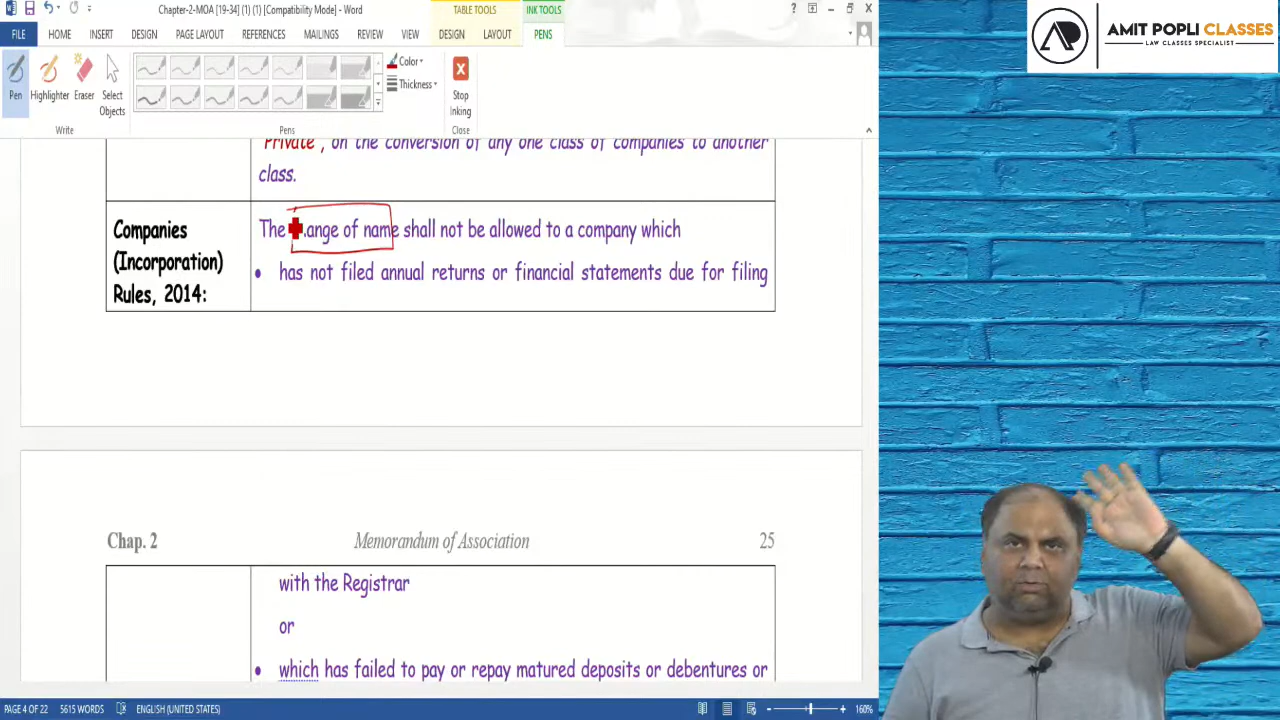 Chapter-2-MOA [19-34] (1) (1) [Compatibility Mode] - Word
TABLE TOOLS
INK TOOLS
FILE
HOME
INSERT
DESIGN
PAGE LAYOUT
REFERENCES
MAILINGS
REVIEW
VIEW
DESIGN
LAYOUT
PENS
AMIT POPLI CLASSES
LAW CLASSES SPECIALIST
Pen
Highlighter
Eraser
Select Objects
Color
Thickness
Stop Inking
Write
Pens
Close
"Private", on the conversion of any one class of companies to another
class.
Companies
(Incorporation)
Rules, 2014:
The change of name shall not be allowed to a company which
• has not filed annual returns or financial statements due for filing
Chap. 2
Memorandum of Association
25
with the Registrar
or
• which has failed to pay or repay matured deposits or debentures or
PAGE 4 OF 22
5615 WORDS
ENGLISH (UNITED STATES)
160%